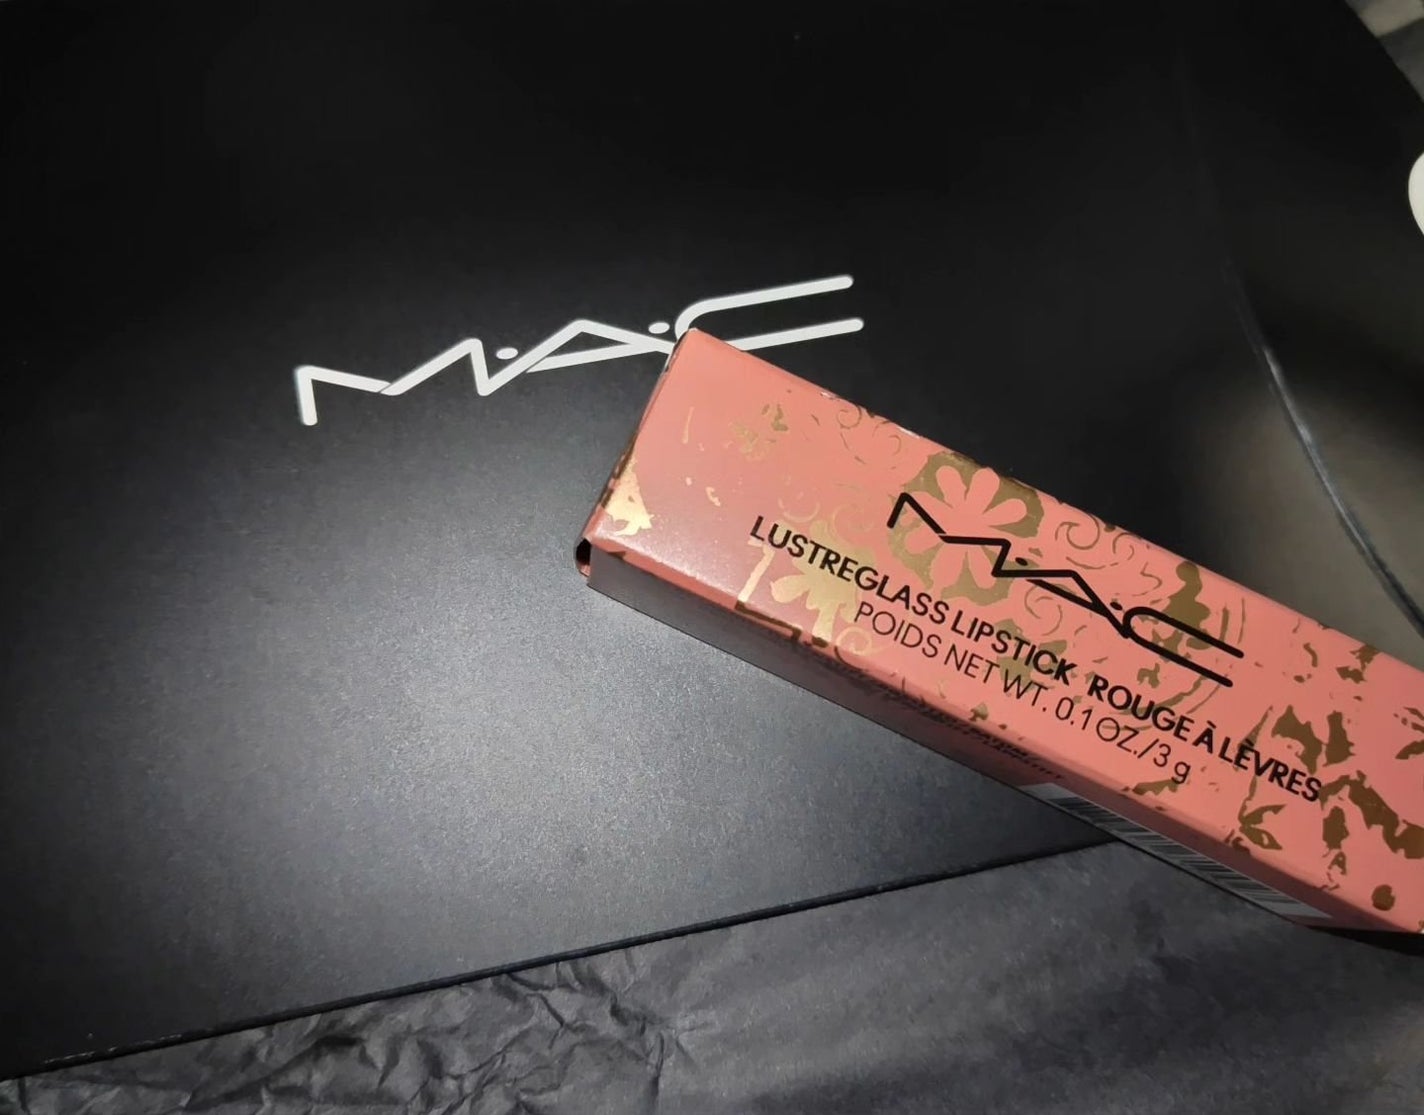 M·A·C
M·A·C
LUSTREGLASS LIPSTICK ROUGE À LÈVRES
POIDS NET WT. 0.1 OZ./3 g